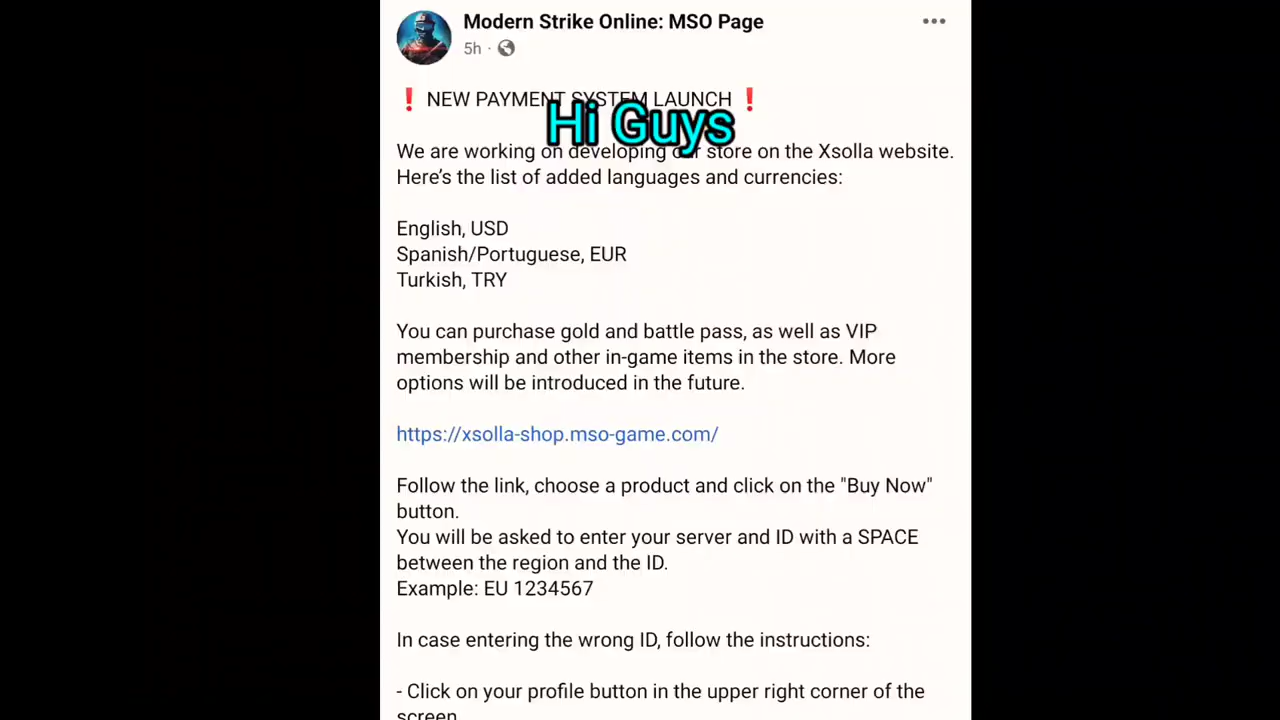 Modern Strike Online: MSO Page
5h ·
❗ NEW PAYMENT SYSTEM LAUNCH ❗
Hi Guys
We are working on developing our store on the Xsolla website.
Here's the list of added languages and currencies:
English, USD
Spanish/Portuguese, EUR
Turkish, TRY
You can purchase gold and battle pass, as well as VIP
membership and other in-game items in the store. More
options will be introduced in the future.
https://xsolla-shop.mso-game.com/
Follow the link, choose a product and click on the "Buy Now"
button.
You will be asked to enter your server and ID with a SPACE
between the region and the ID.
Example: EU 1234567
In case entering the wrong ID, follow the instructions:
- Click on your profile button in the upper right corner of the
screen